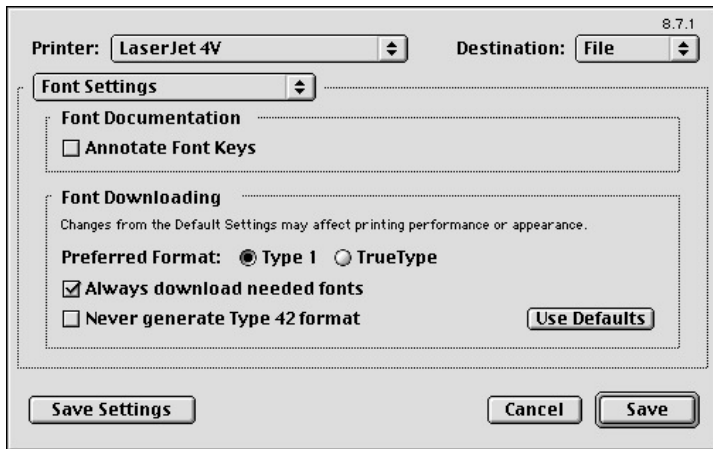 8.7.1
Printer: LaserJet 4V Destination: File
Font Settings
Font Documentation
Annotate Font Keys
Font Downloading
Changes from the Default Settings may affect printing performance or appearance.
Preferred Format: Type 1 TrueType
Always download needed fonts
Never generate Type 42 format Use Defaults
Save Settings Cancel Save